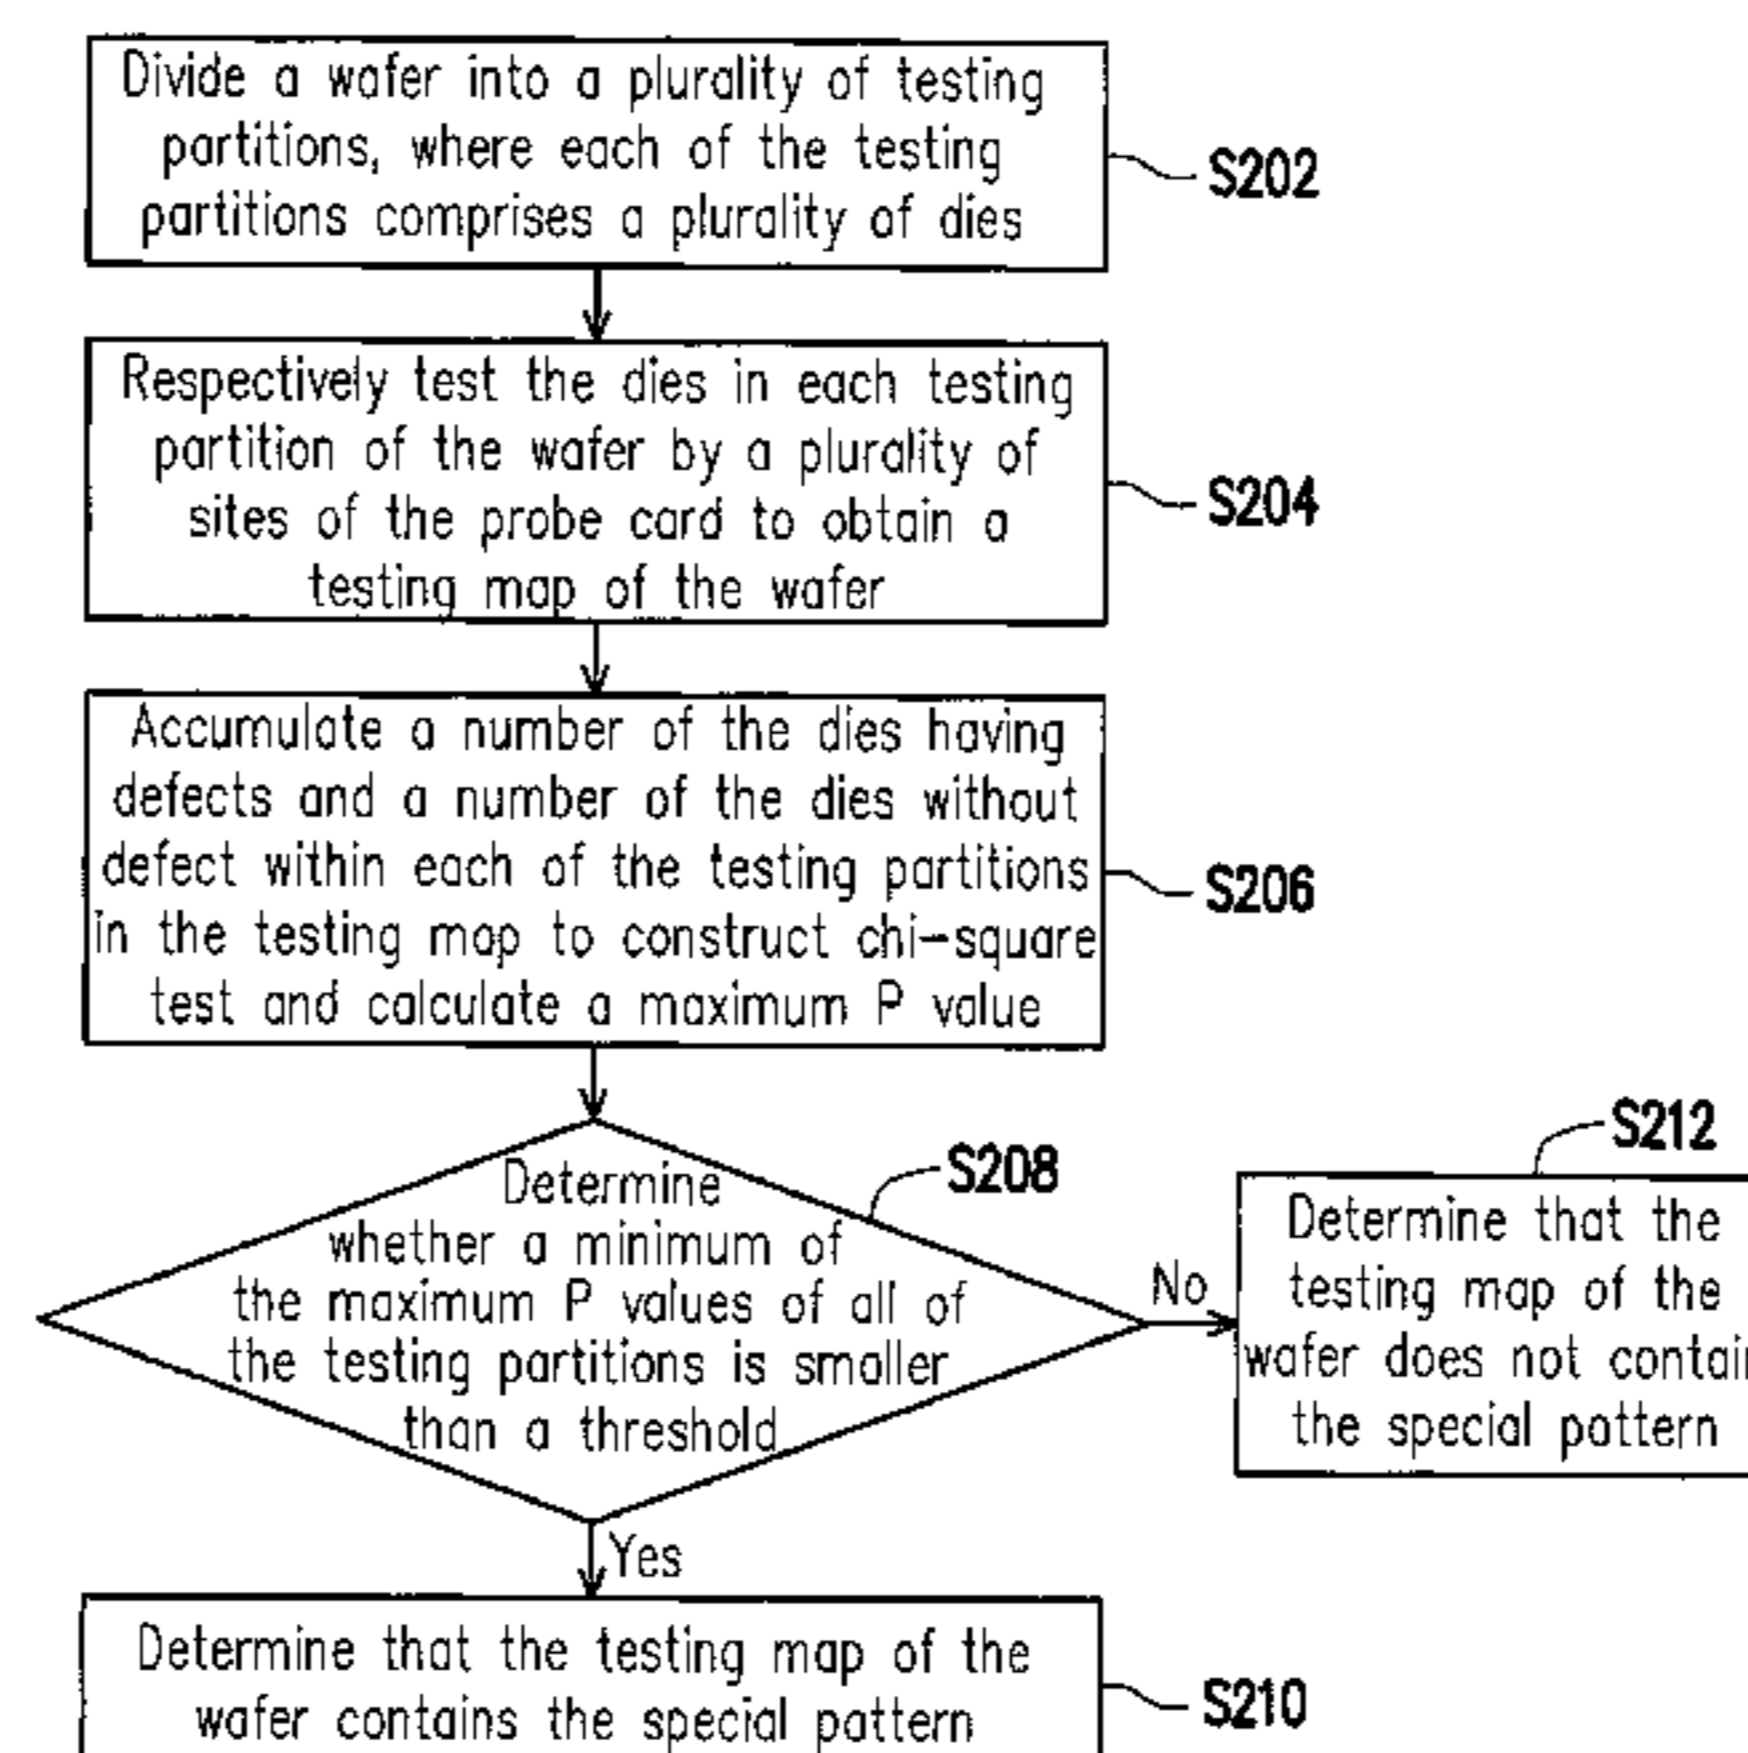 Divide a wafer into a plurality of testing
partitions, where each of the testing
partitions comprises a plurality of dies
S202
Respectively test the dies in each testing
partition of the wafer by a plurality of
sites of the probe card to obtain a
testing map of the wafer
S204
Accumulate a number of the dies having
defects and a number of the dies without
defect within each of the testing partitions
in the testing map to construct chi-square
test and calculate a maximum P value
S206
Determine
whether a minimum of
the maximum P values of all of
the testing partitions is smaller
than a threshold
S208
No
S212
Determine that the
testing map of the
wafer does not contain
the special pattern
Yes
Determine that the testing map of the
wafer contains the special pattern
S210